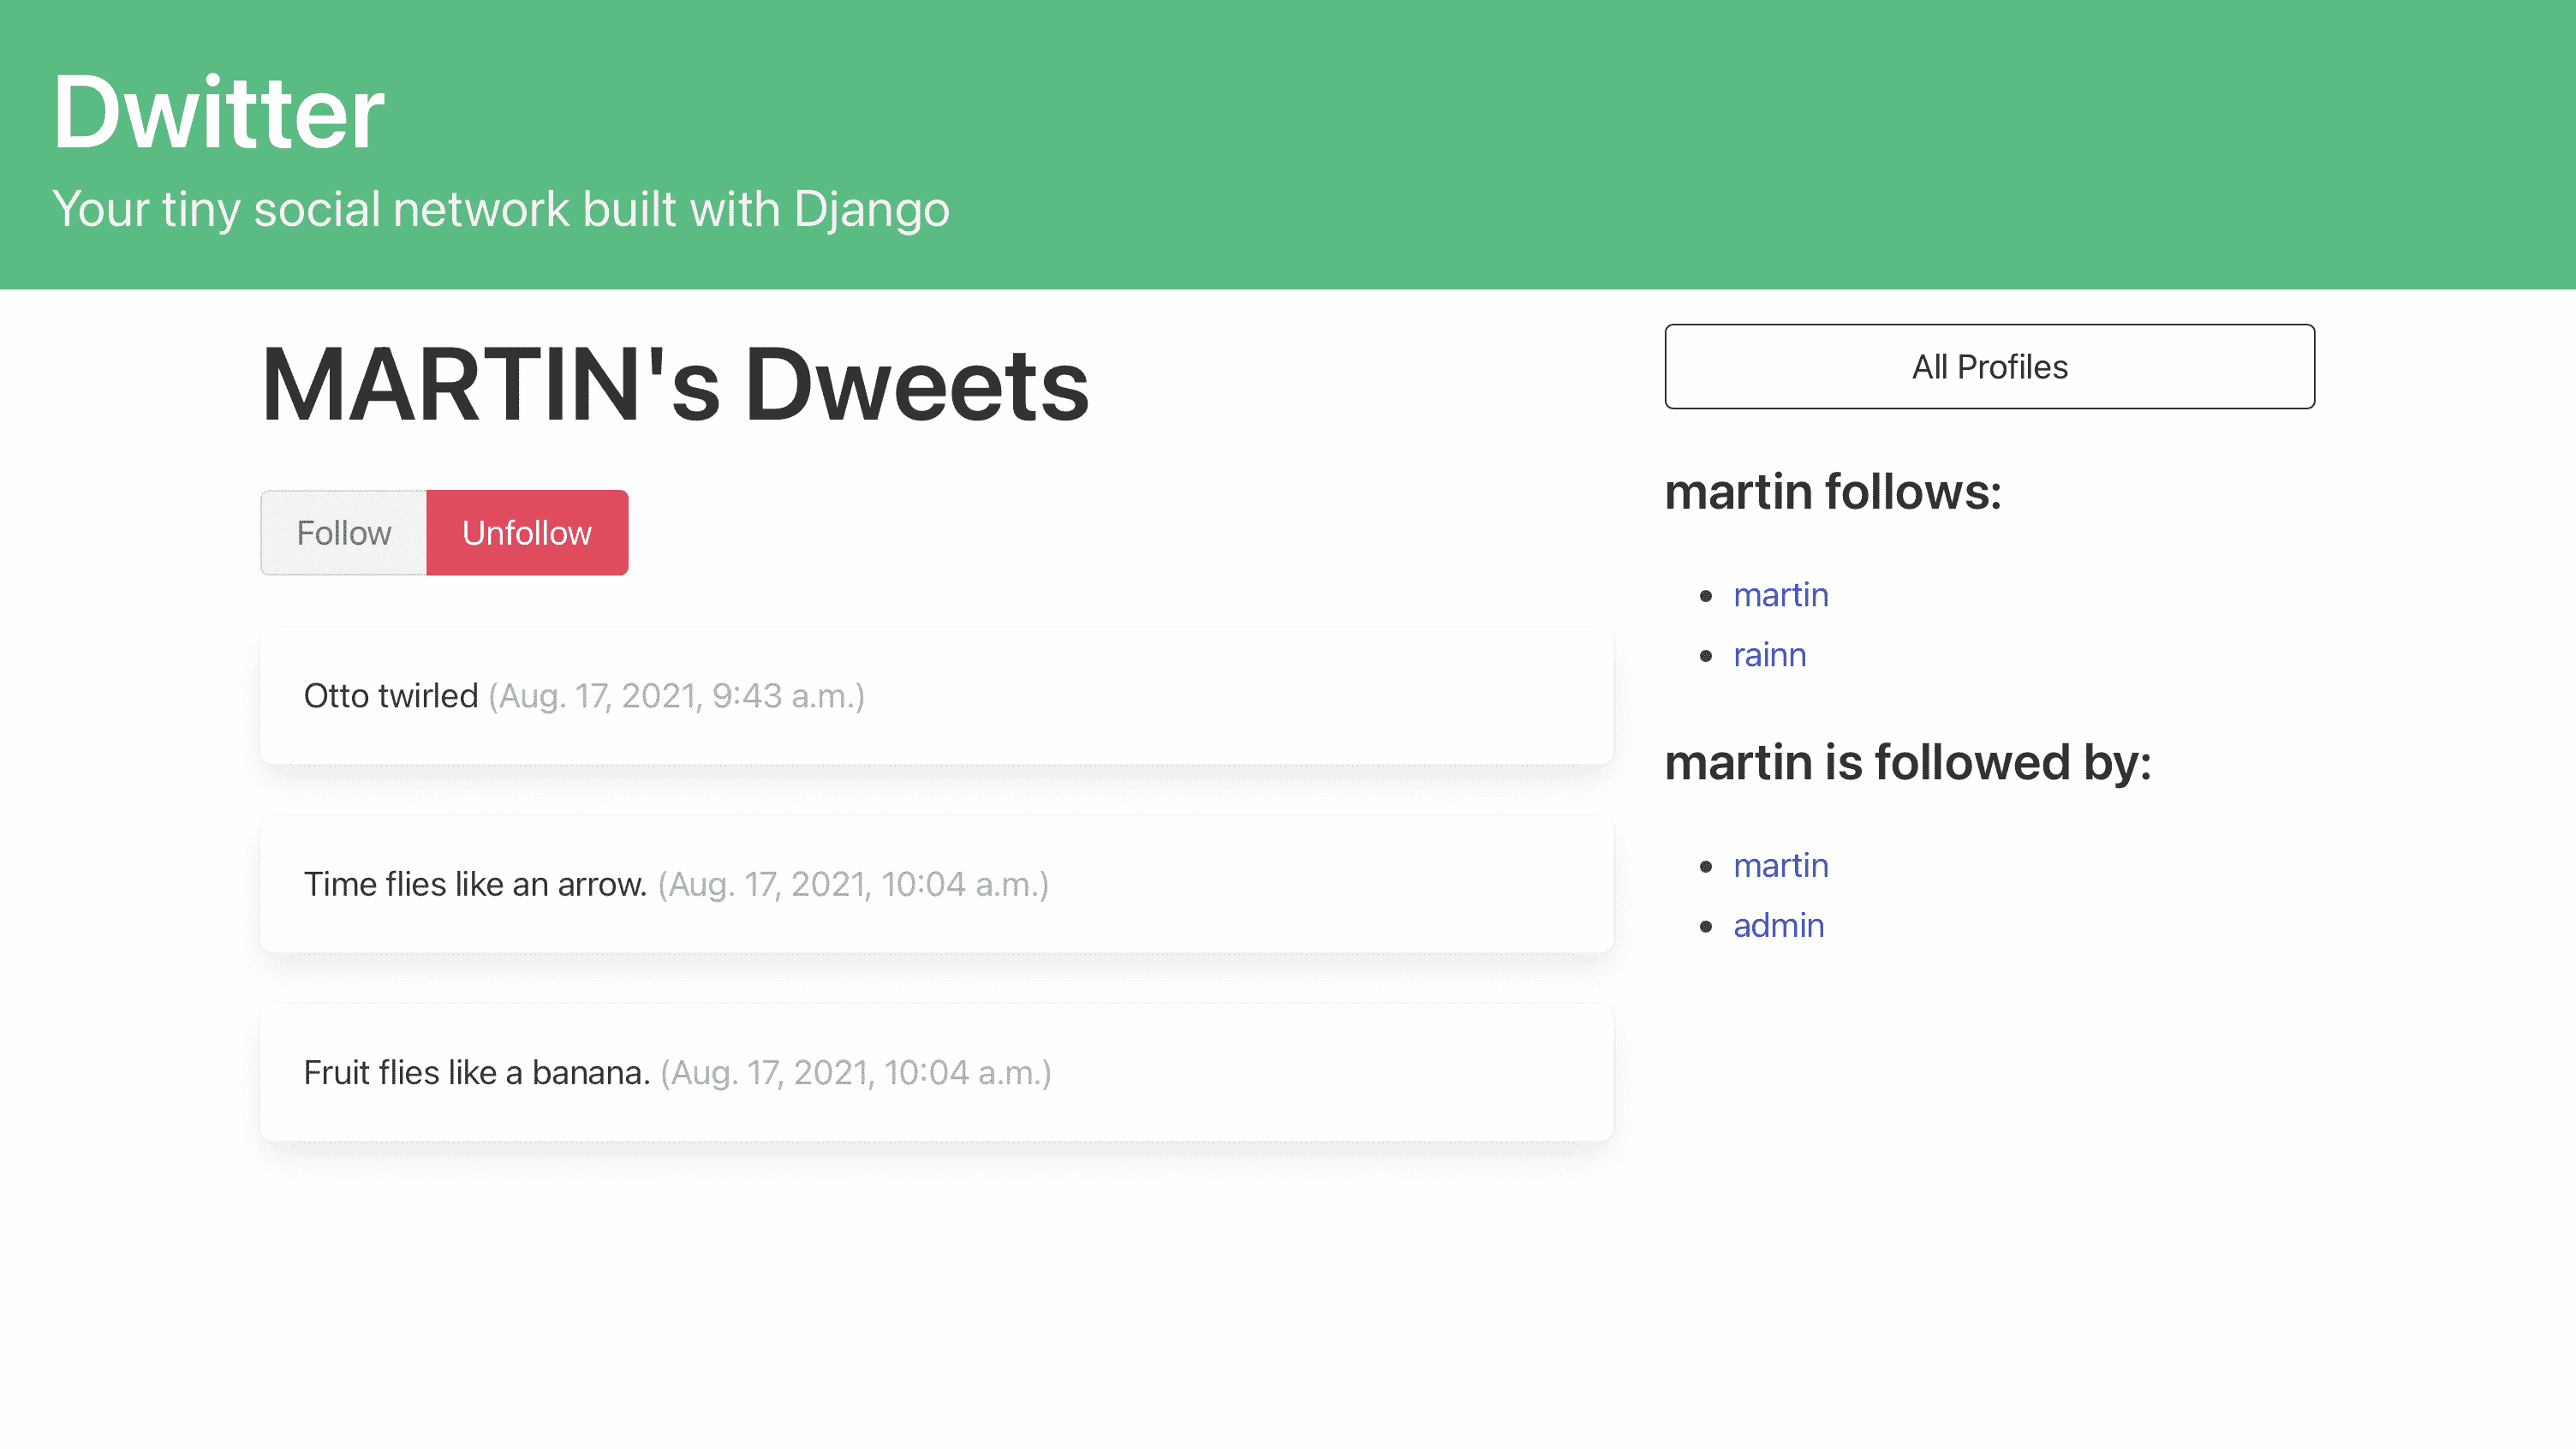 Dwitter
Your tiny social network built with Django
MARTIN's Dweets
Follow Unfollow
Otto twirled (Aug. 17, 2021, 9:43 a.m.)
Time flies like an arrow. (Aug. 17, 2021, 10:04 a.m.)
Fruit flies like a banana. (Aug. 17, 2021, 10:04 a.m.)
All Profiles
martin follows:
martin
rainn
martin is followed by:
martin
admin